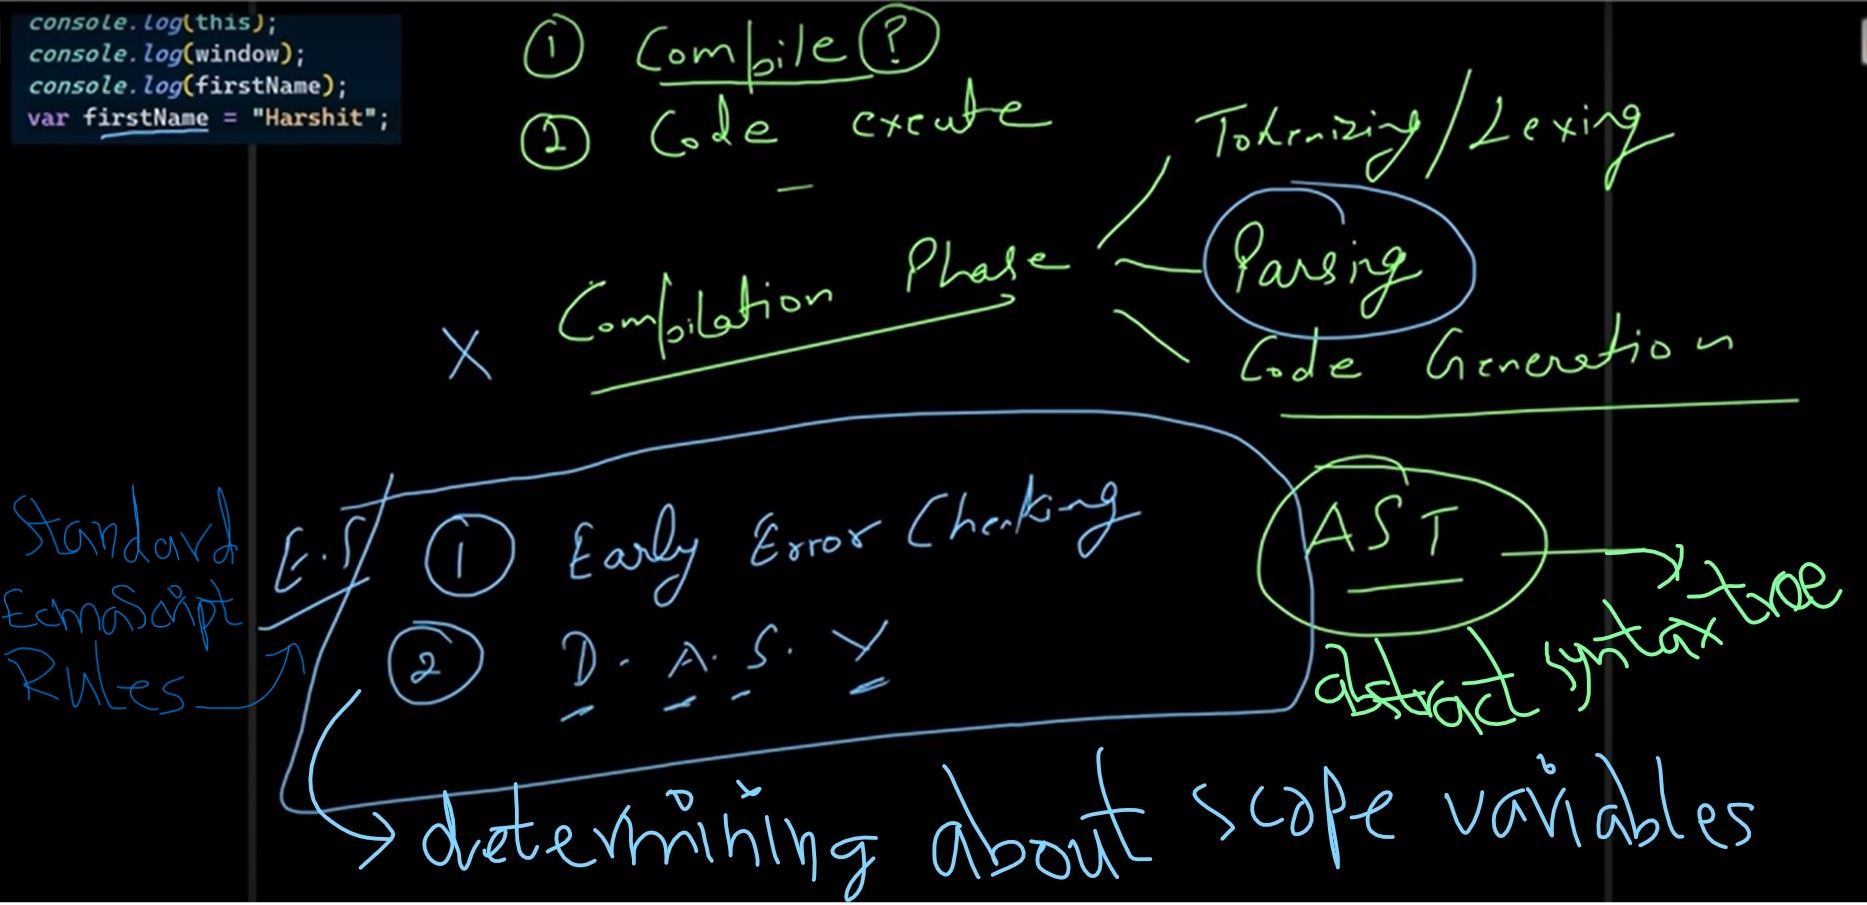 console.log(this);
console.log(window);
console.log(firstName);
var firstName = "Harshit";
① Compile ?
② Code execute
Compilation Phase
Tokenizing/Lexing
Parsing
Code Generation
X
Standard
EcmaScript
Rules
E.S
① Early Error Checking
② D. A. S. V
AST
abstract syntax tree
determining about scope variables